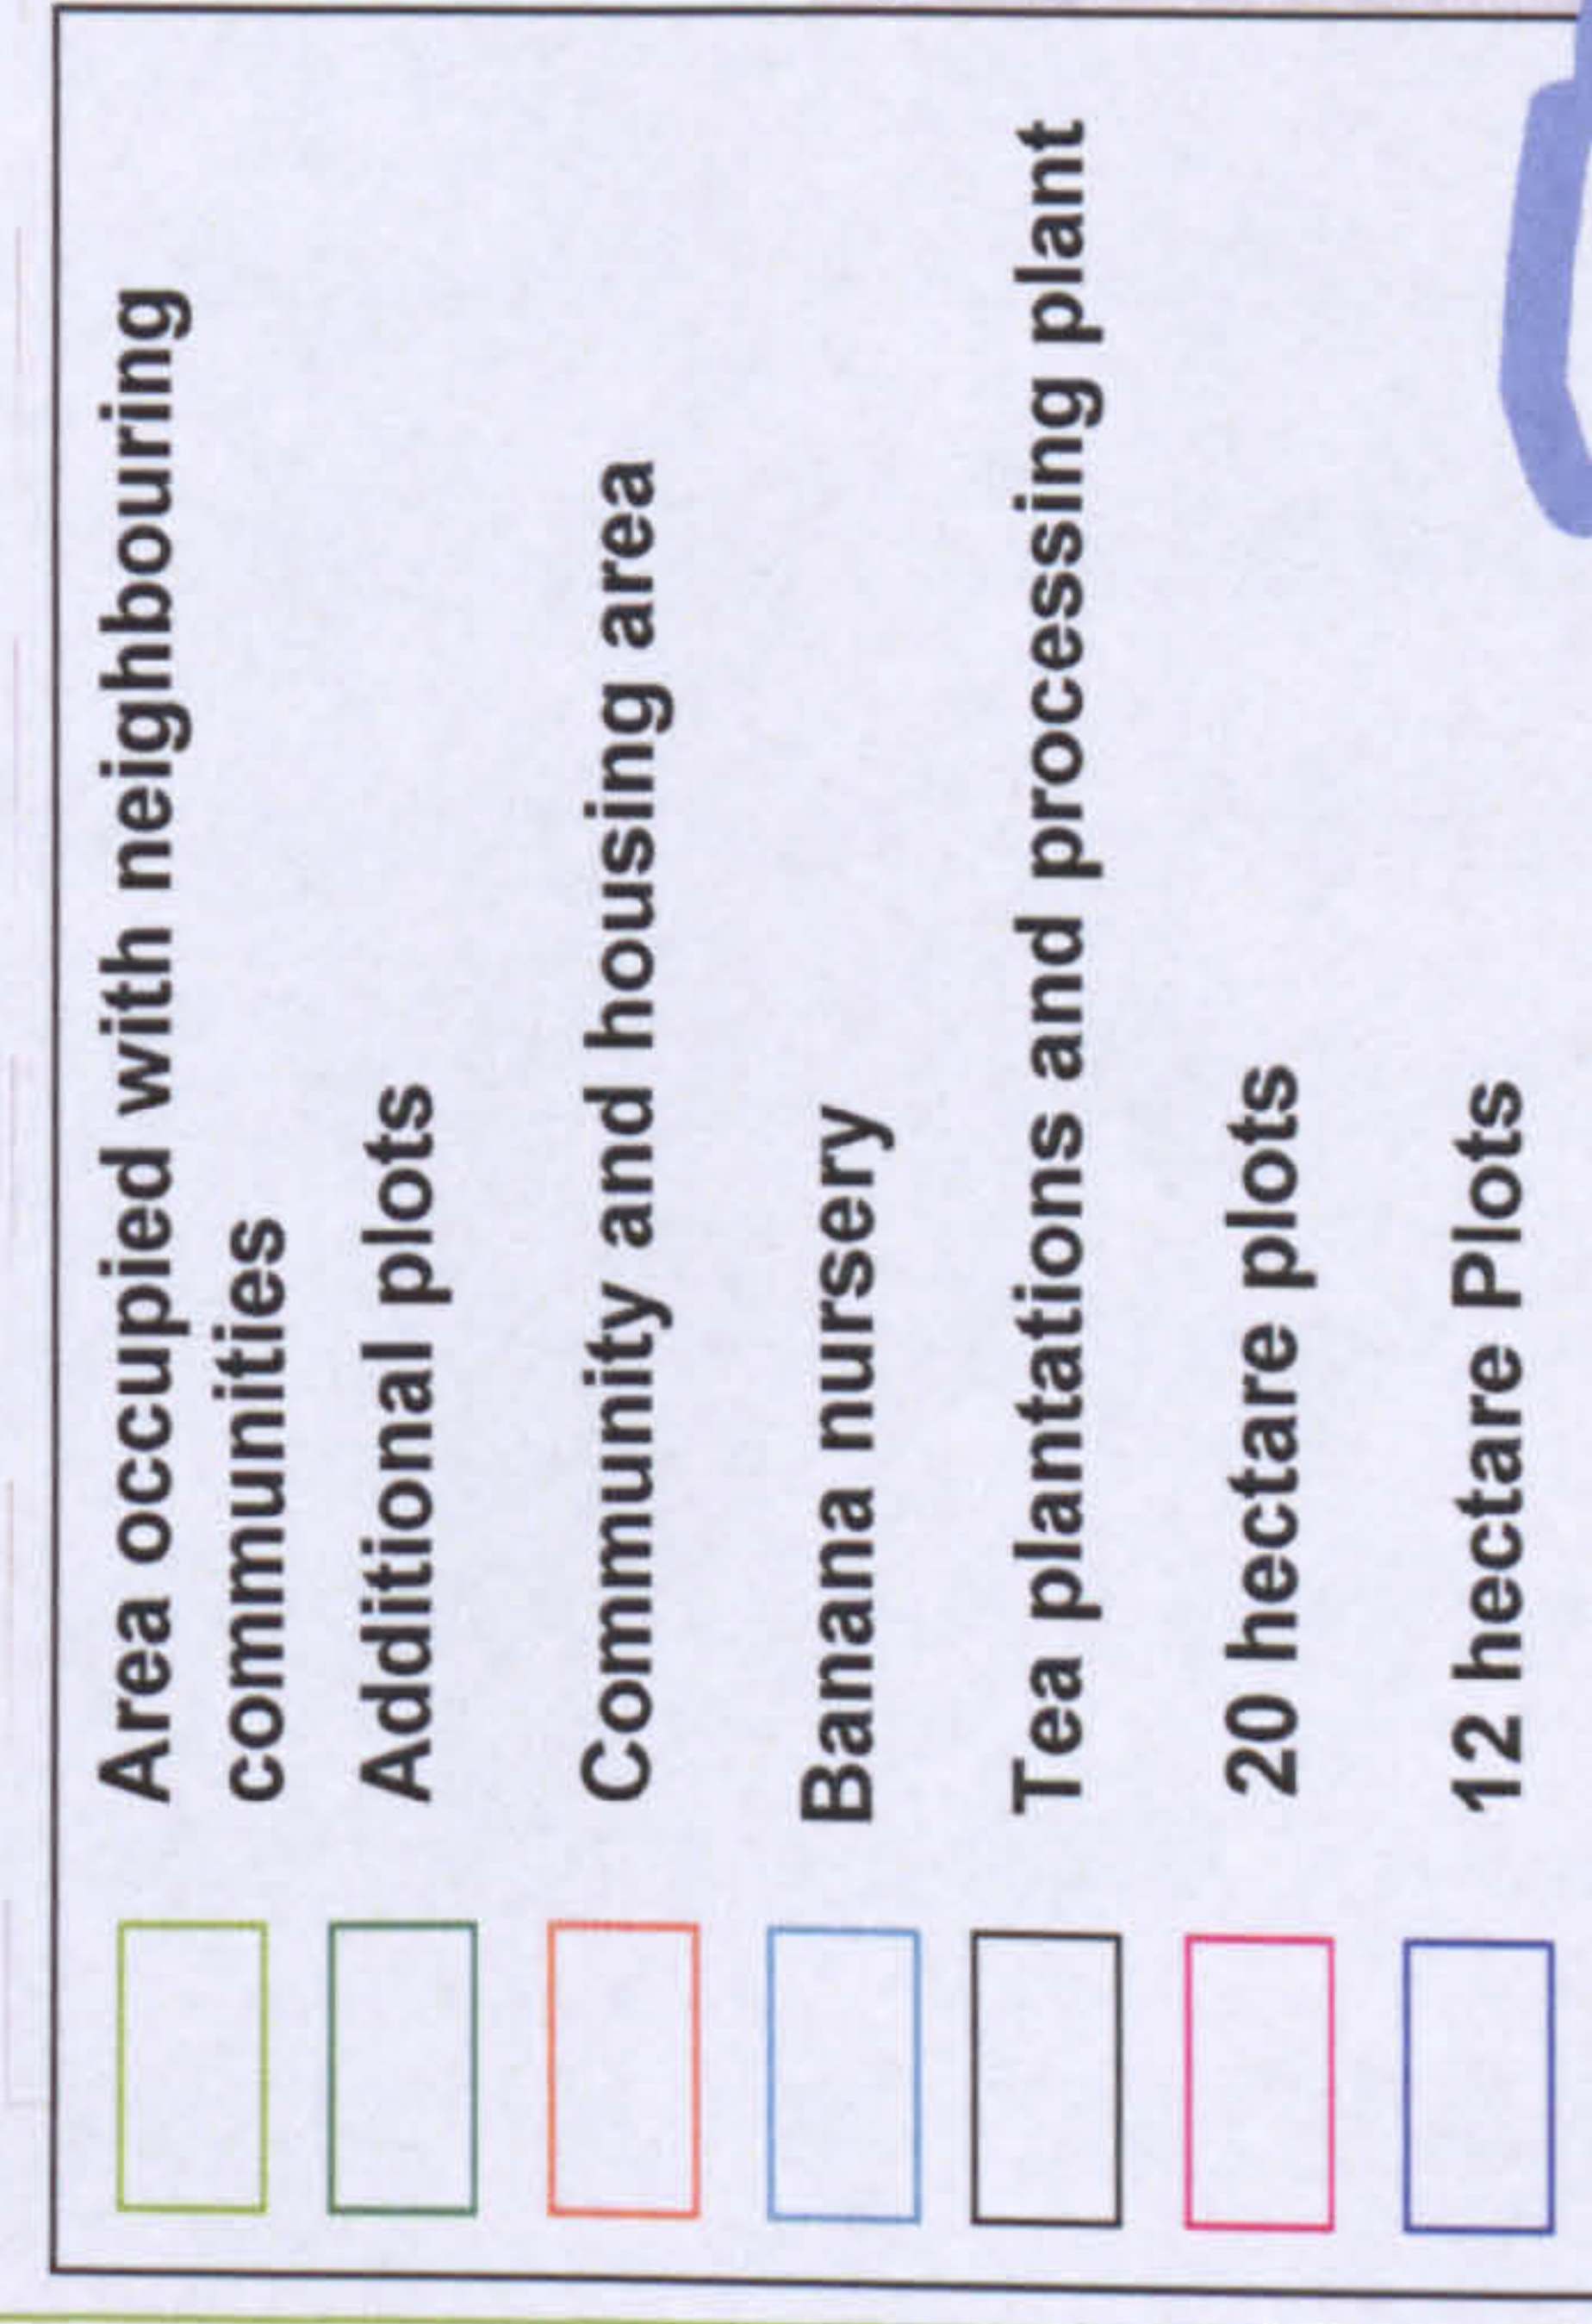 Area occupied with neighbouring
communities
Additional plots
Community and housing area
Banana nursery
Tea plantations and processing plant
20 hectare plots
12 hectare Plots